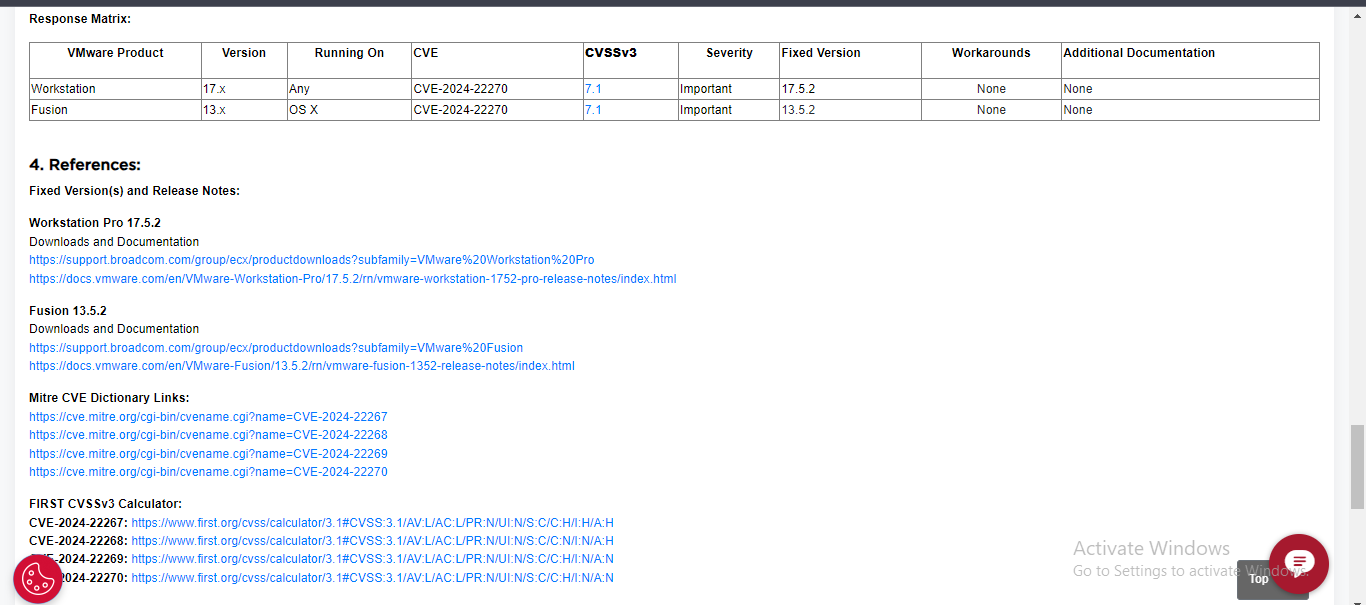 Response Matrix:
VMware Product Version Running On CVE CVSSv3 Severity Fixed Version Workarounds Additional Documentation
Workstation 17.x Any CVE-2024-22270 7.1 Important 17.5.2 None None
Fusion 13.x OS X CVE-2024-22270 7.1 Important 13.5.2 None None
4. References:
Fixed Version(s) and Release Notes:
Workstation Pro 17.5.2
Downloads and Documentation
https://support.broadcom.com/group/ecx/productdownloads?subfamily=VMware%20Workstation%20Pro
https://docs.vmware.com/en/VMware-Workstation-Pro/17.5.2/rn/vmware-workstation-1752-pro-release-notes/index.html
Fusion 13.5.2
Downloads and Documentation
https://support.broadcom.com/group/ecx/productdownloads?subfamily=VMware%20Fusion
https://docs.vmware.com/en/VMware-Fusion/13.5.2/rn/vmware-fusion-1352-release-notes/index.html
Mitre CVE Dictionary Links:
https://cve.mitre.org/cgi-bin/cvename.cgi?name=CVE-2024-22267
https://cve.mitre.org/cgi-bin/cvename.cgi?name=CVE-2024-22268
https://cve.mitre.org/cgi-bin/cvename.cgi?name=CVE-2024-22269
https://cve.mitre.org/cgi-bin/cvename.cgi?name=CVE-2024-22270
FIRST CVSSv3 Calculator:
CVE-2024-22267: https://www.first.org/cvss/calculator/3.1#CVSS:3.1/AV:L/AC:L/PR:N/UI:N/S:C/C:H/I:H/A:H
CVE-2024-22268: https://www.first.org/cvss/calculator/3.1#CVSS:3.1/AV:L/AC:L/PR:N/UI:N/S:C/C:N/I:H/A:H
-2024-22269: https://www.first.org/cvss/calculator/3.1#CVSS:3.1/AV:L/AC:L/PR:N/UI:N/S:C/C:H/I:N/A:N
2024-22270: https://www.first.org/cvss/calculator/3.1#CVSS:3.1/AV:L/AC:L/PR:N/UI:N/S:C/C:H/I:N/A:N
Activate Windows
Go to Settings to activate Windows.
Top